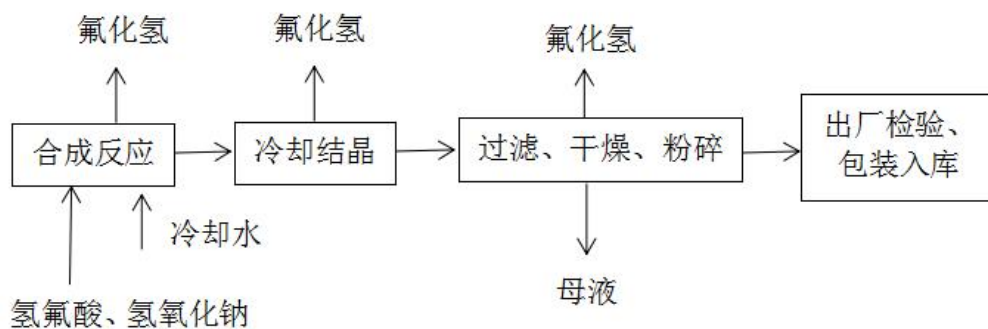 氟化氢
氟化氢
氟化氢
合成反应
冷却结晶
过滤、干燥、粉碎
出厂检验、
包装入库
冷却水
母液
氢氟酸、氢氧化钠